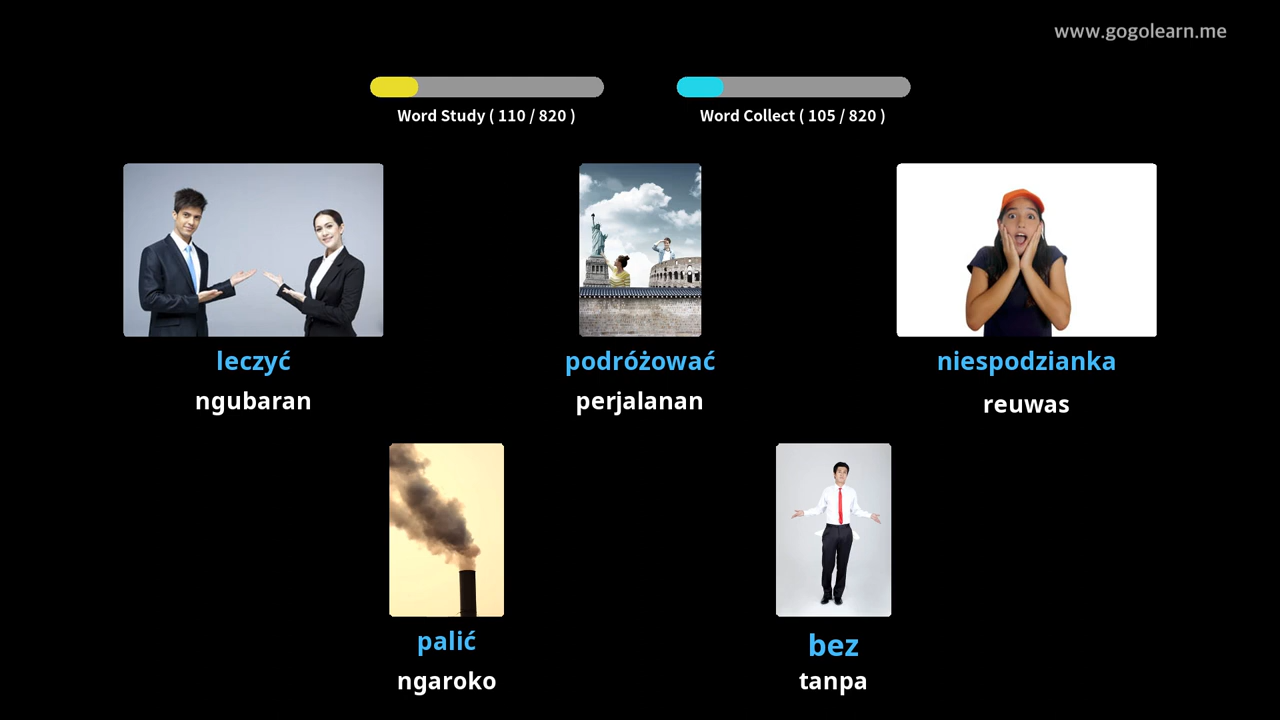 www.gogolearn.me
Word Study ( 110 / 820 )
Word Collect ( 105 / 820 )
leczyć
ngubaran
podróżować
perjalanan
niespodzianka
reuwas
palić
ngaroko
bez
tanpa